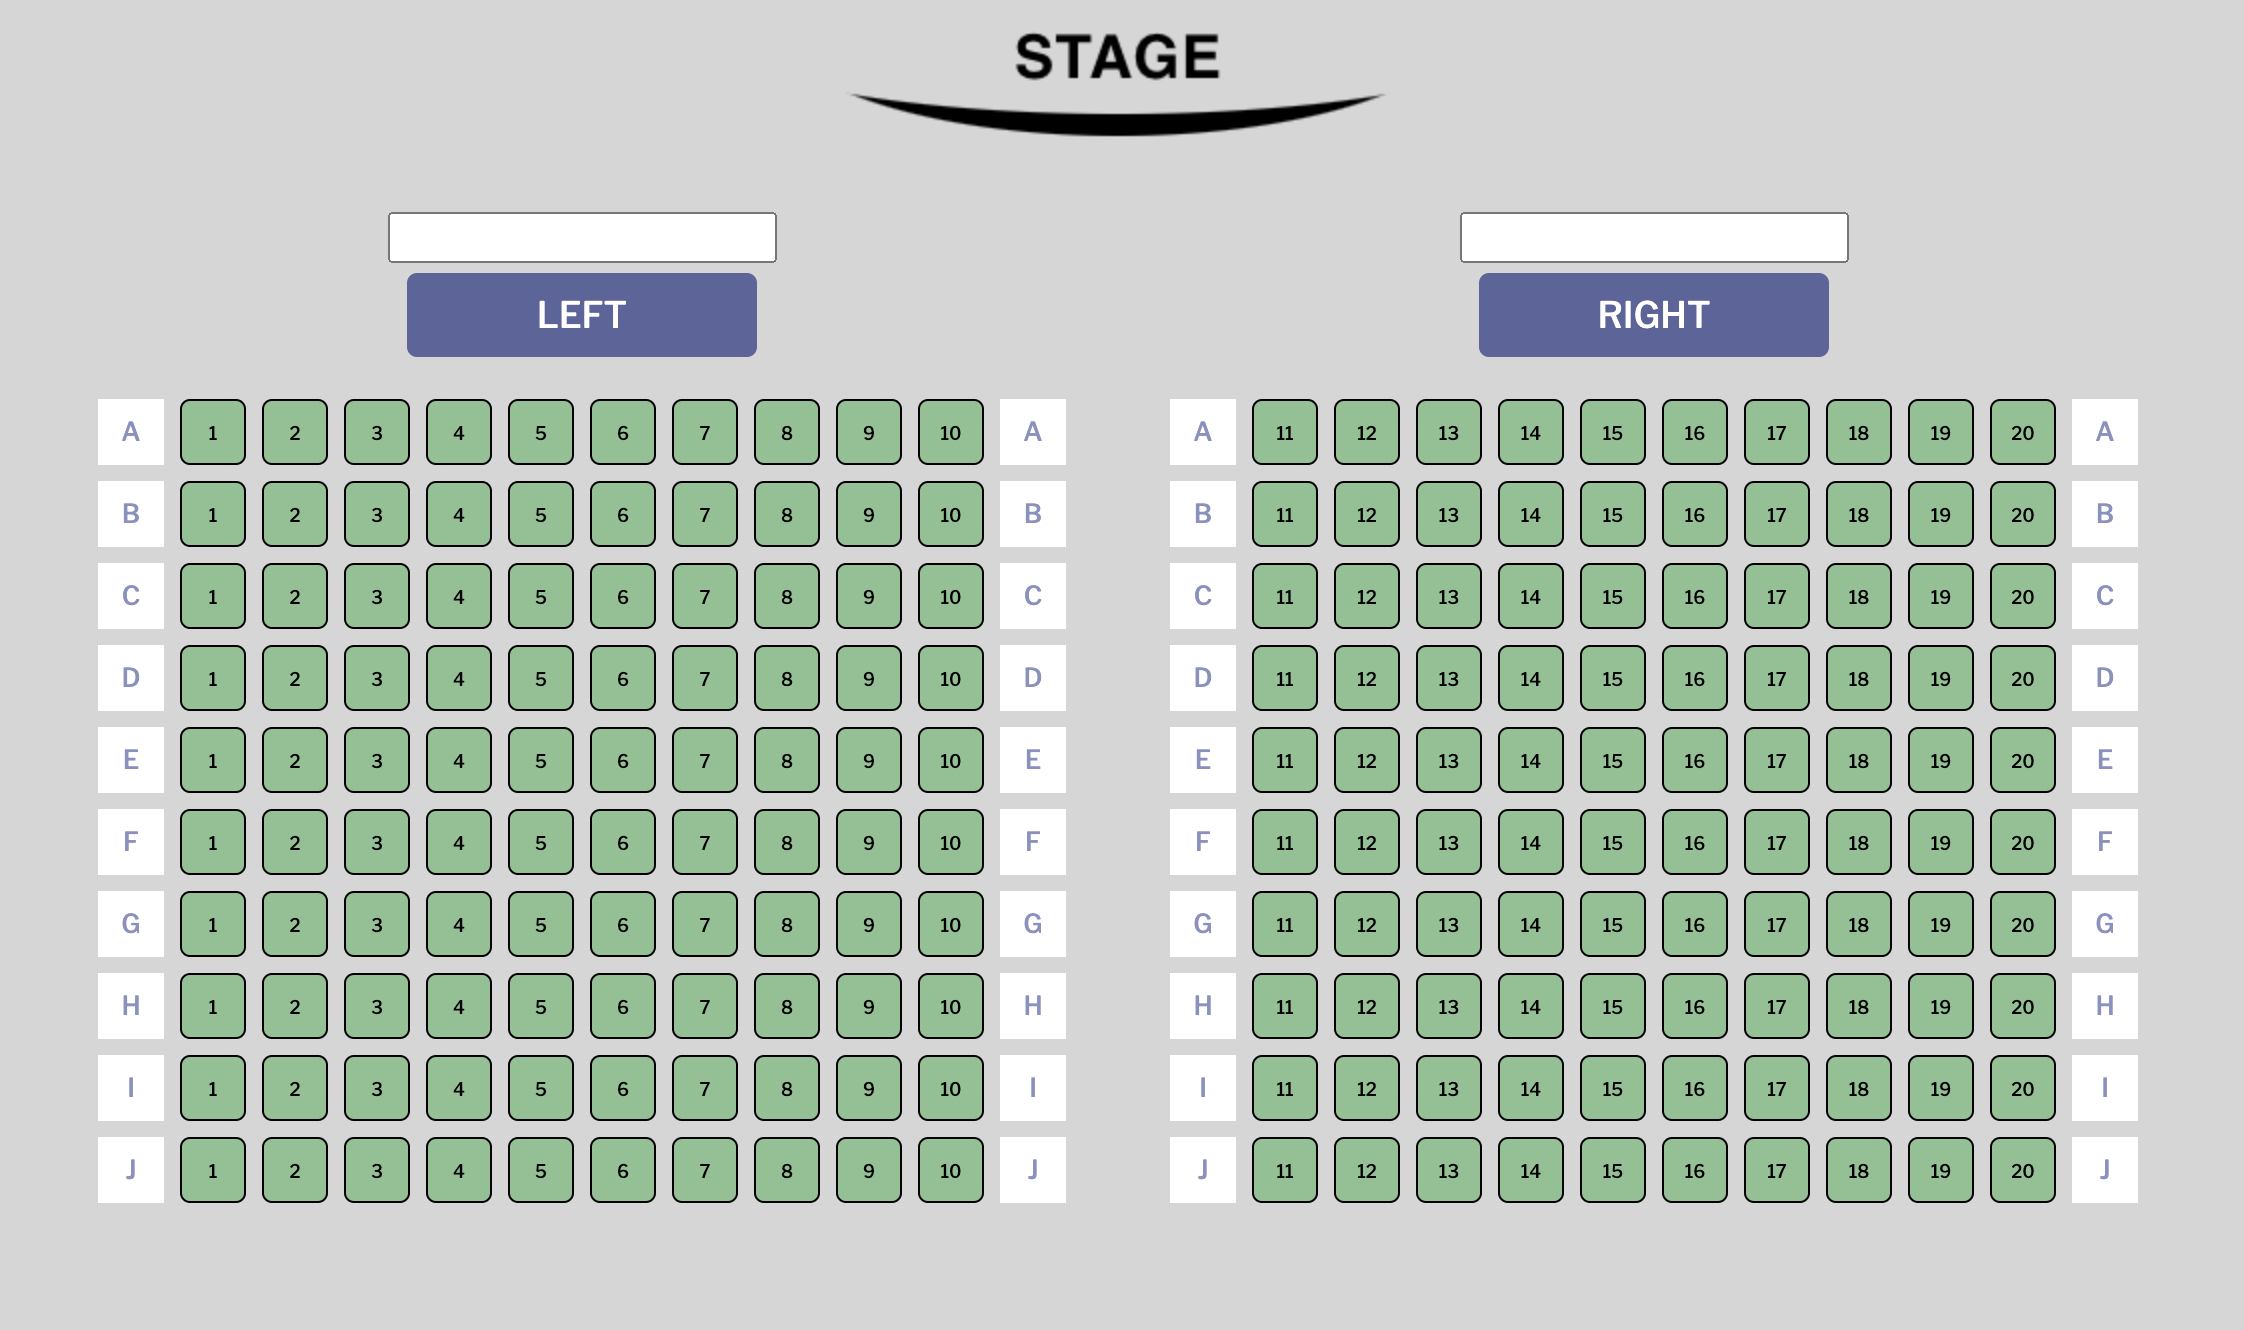 STAGE
LEFT RIGHT
A 1 2 3 4 5 6 7 8 9 10 A A 11 12 13 14 15 16 17 18 19 20 A
B 1 2 3 4 5 6 7 8 9 10 B B 11 12 13 14 15 16 17 18 19 20 B
C 1 2 3 4 5 6 7 8 9 10 C C 11 12 13 14 15 16 17 18 19 20 C
D 1 2 3 4 5 6 7 8 9 10 D D 11 12 13 14 15 16 17 18 19 20 D
E 1 2 3 4 5 6 7 8 9 10 E E 11 12 13 14 15 16 17 18 19 20 E
F 1 2 3 4 5 6 7 8 9 10 F F 11 12 13 14 15 16 17 18 19 20 F
G 1 2 3 4 5 6 7 8 9 10 G G 11 12 13 14 15 16 17 18 19 20 G
H 1 2 3 4 5 6 7 8 9 10 H H 11 12 13 14 15 16 17 18 19 20 H
I 1 2 3 4 5 6 7 8 9 10 I I 11 12 13 14 15 16 17 18 19 20 I
J 1 2 3 4 5 6 7 8 9 10 J J 11 12 13 14 15 16 17 18 19 20 J